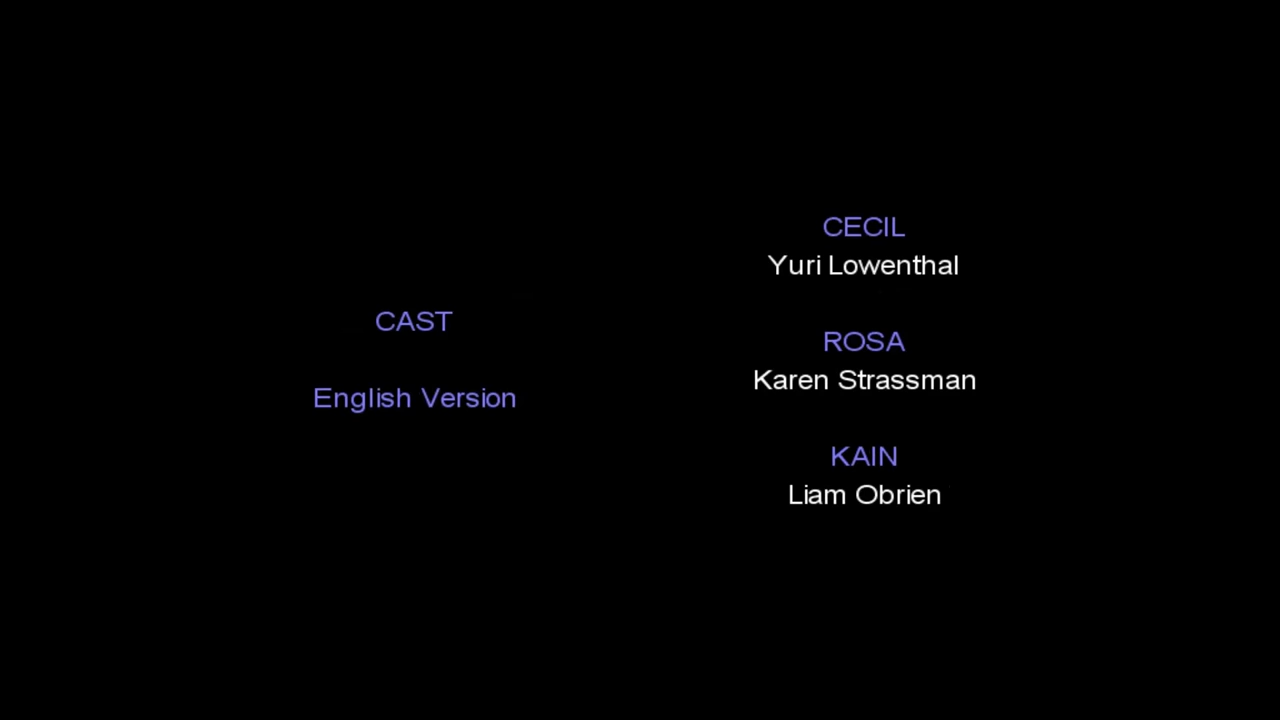 CAST
English Version
CECIL
Yuri Lowenthal
ROSA
Karen Strassman
KAIN
Liam Obrien